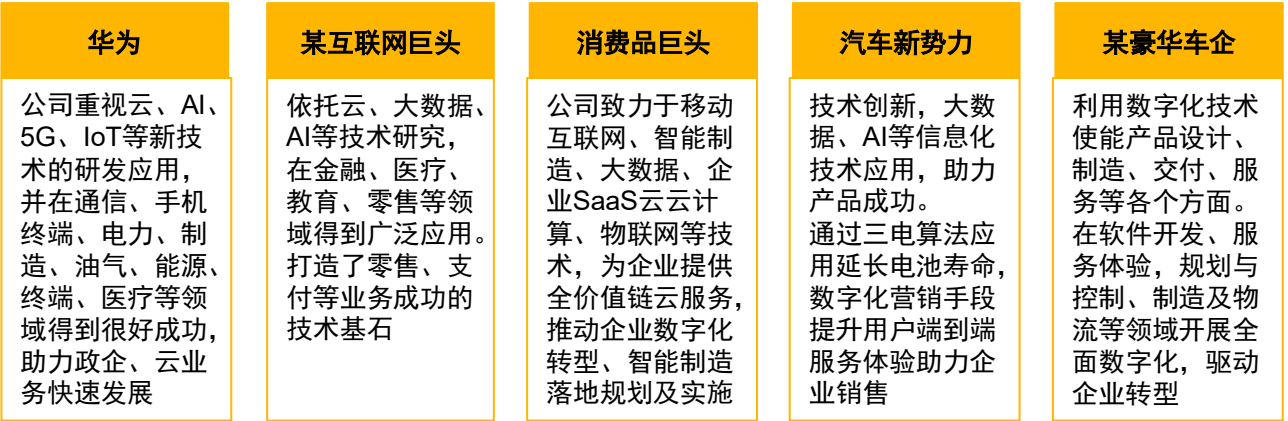 华为
公司重视云、AI、
5G、IoT等新技
术的研发应用，
并在通信、手机
终端、电力、制
造、油气、能源、
终端、医疗等领
域得到很好成功，
助力政企、云业
务快速发展
某互联网巨头
依托云、大数据、
AI等技术研究，
在金融、医疗、
教育、零售等领
域得到广泛应用。
打造了零售、支
付等业务成功的
技术基石
消费品巨头
公司致力于移动
互联网、智能制
造、大数据、企
业SaaS云云计
算、物联网等技
术，为企业提供
全价值链云服务，
推动企业数字化
转型、智能制造
落地规划及实施
汽车新势力
技术创新，大数
据、AI等信息化
技术应用，助力
产品成功。
通过三电算法应
用延长电池寿命，
数字化营销手段
提升用户端到端
服务体验助力企
业销售
某豪华车企
利用数字化技术
使能产品设计、
制造、交付、服
务等各个方面。
在软件开发、服
务体验，规划与
控制、制造及物
流等领域开展全
面数字化，驱动
企业转型